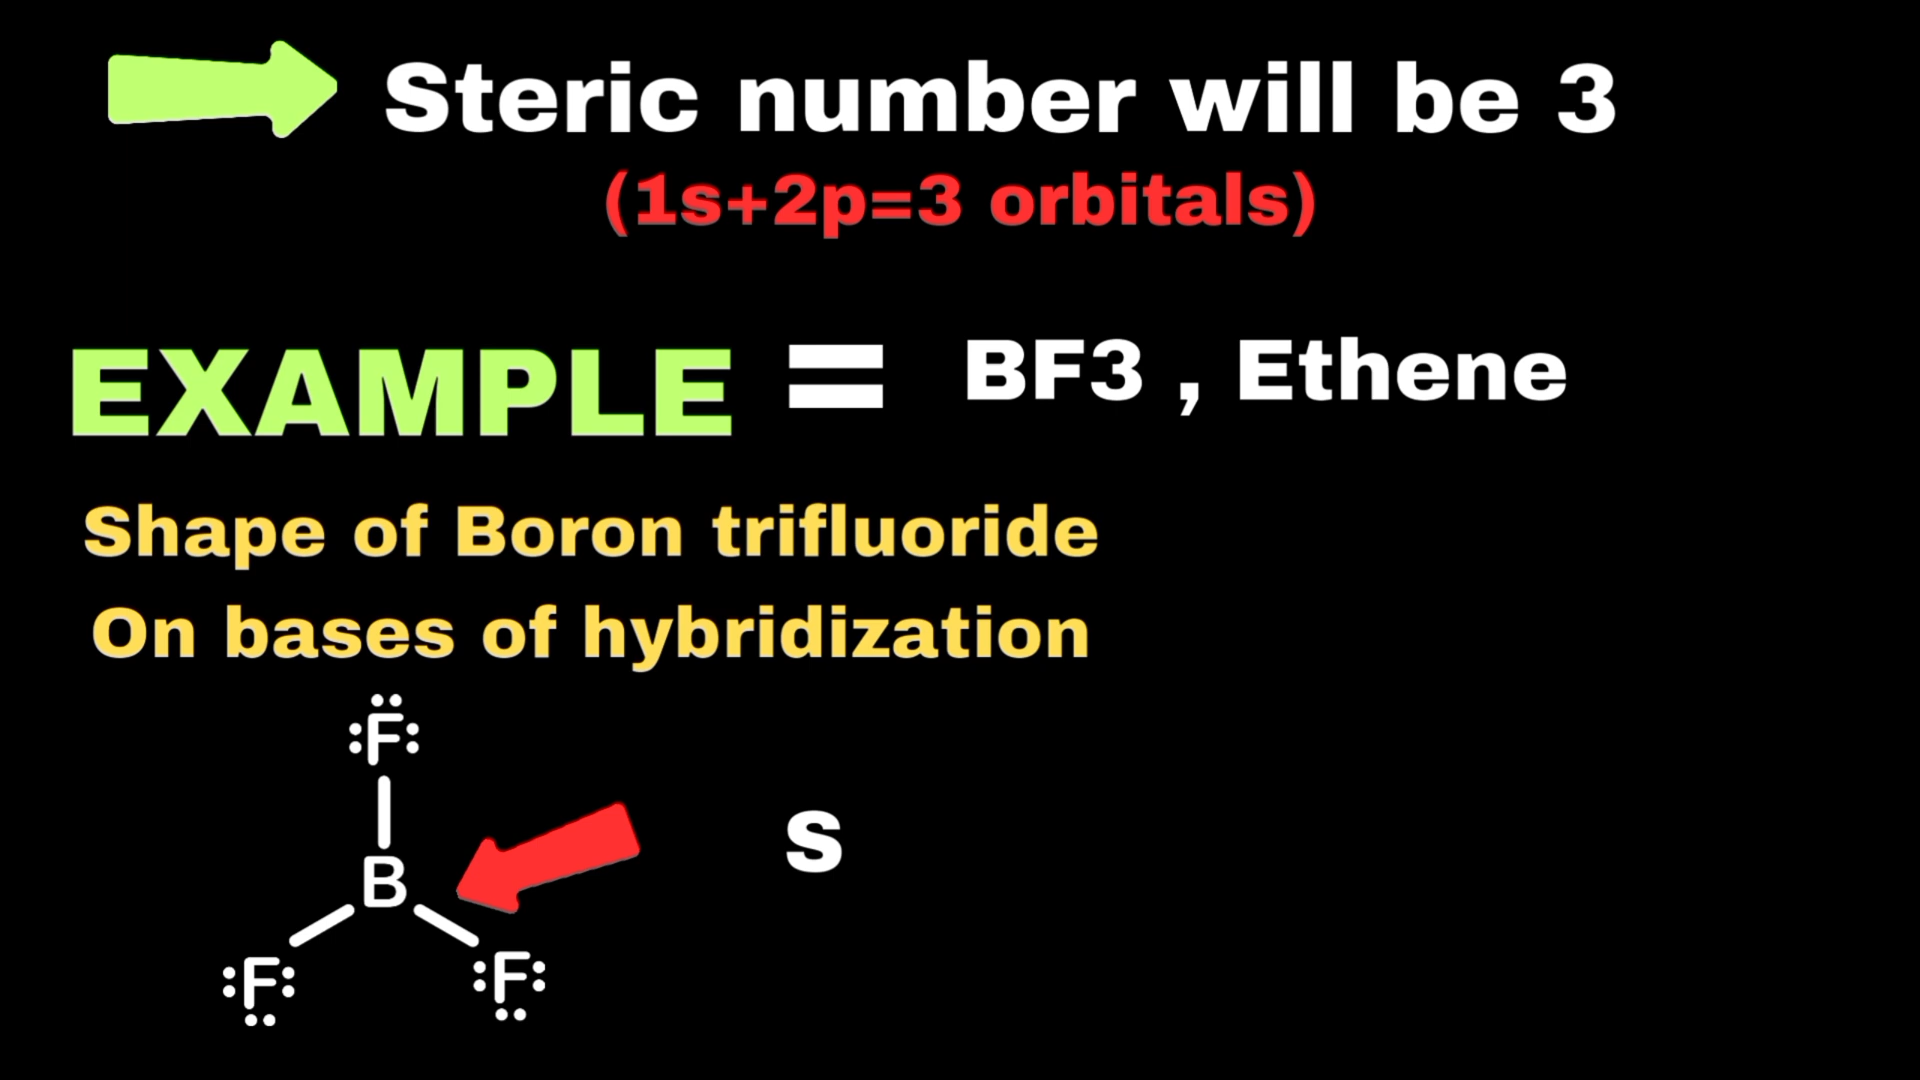 Steric number will be 3
(1s+2p=3 orbitals)
EXAMPLE = BF3 , Ethene
Shape of Boron trifluoride
On bases of hybridization
:F:
B
S
:F: :F: